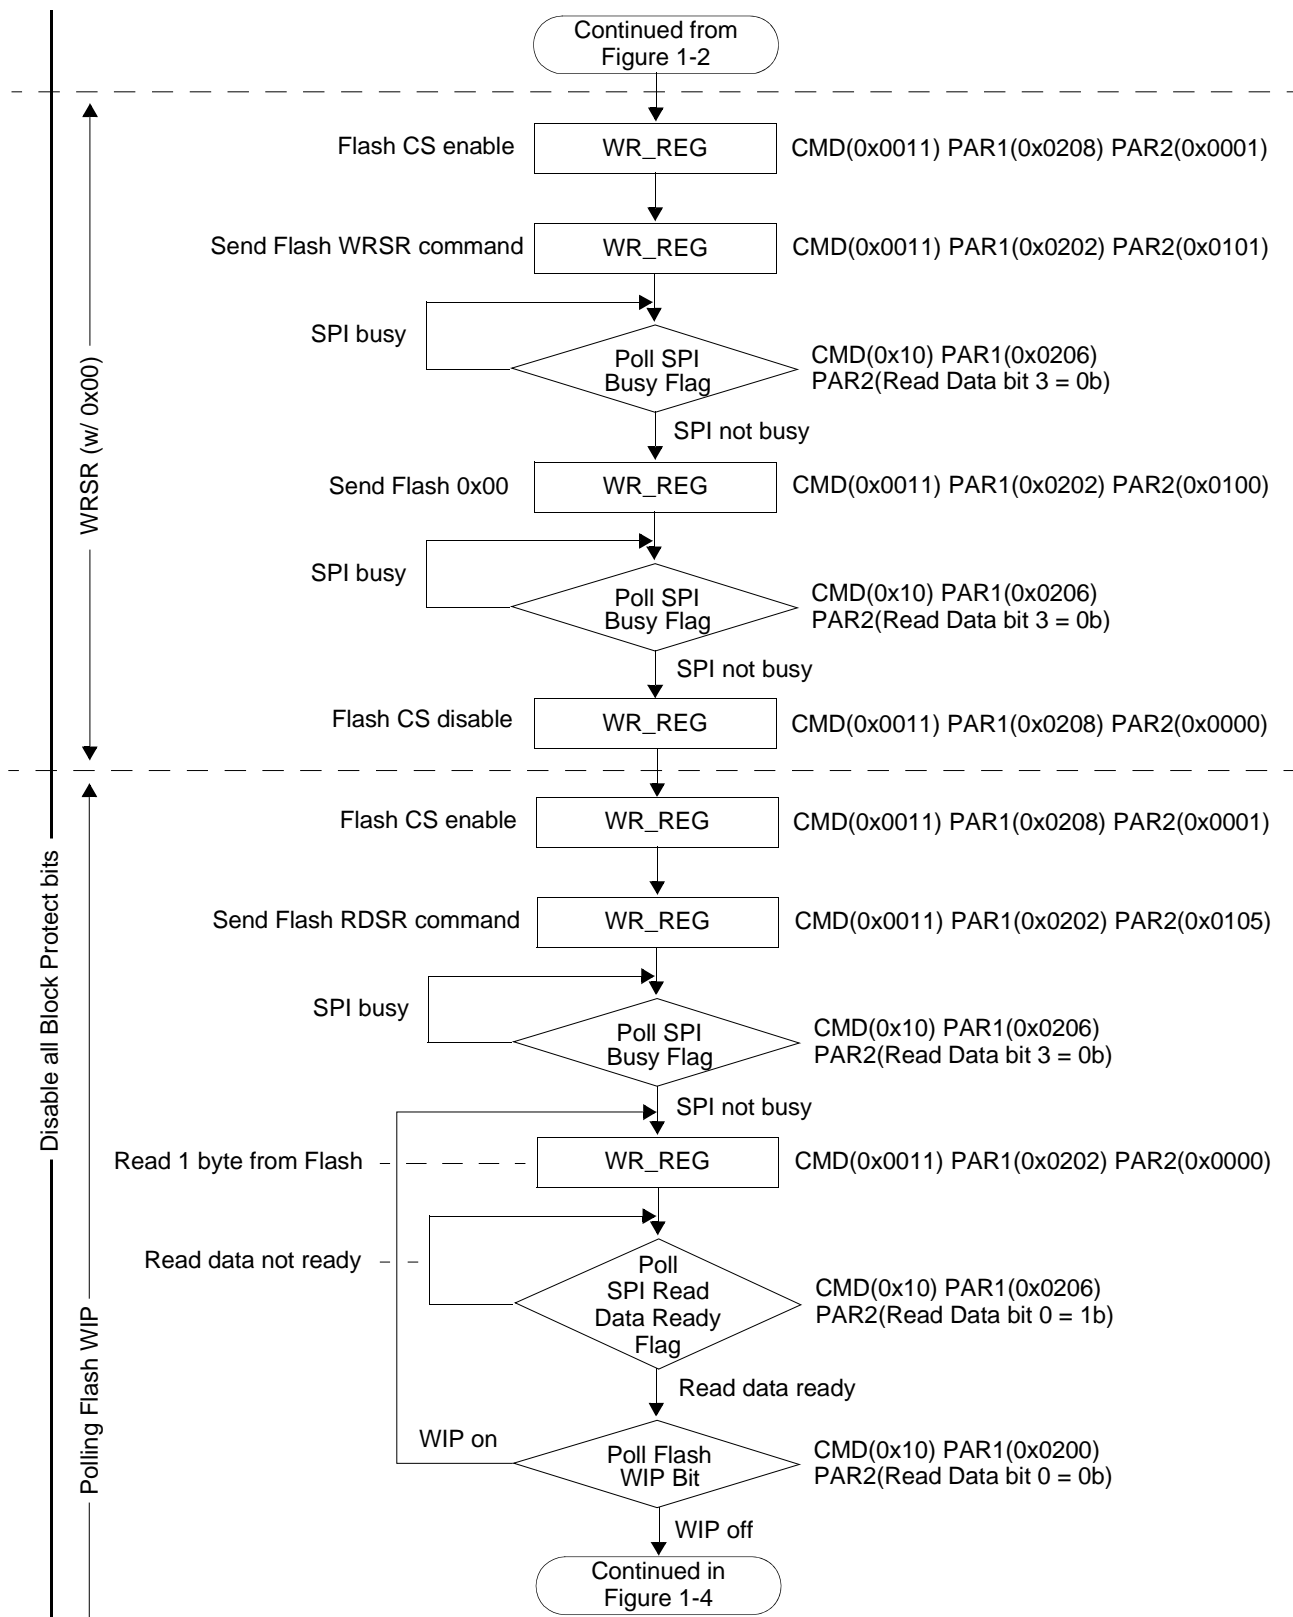 Continued from
Figure 1-2
Flash CS enable
WR_REG
CMD(0x0011) PAR1(0x0208) PAR2(0x0001)
Send Flash WRSR command
WR_REG
CMD(0x0011) PAR1(0x0202) PAR2(0x0101)
SPI busy
Poll SPI
Busy Flag
CMD(0x10) PAR1(0x0206)
PAR2(Read Data bit 3 = 0b)
SPI not busy
WRSR (w/ 0x00)
Send Flash 0x00
WR_REG
CMD(0x0011) PAR1(0x0202) PAR2(0x0100)
SPI busy
Poll SPI
Busy Flag
CMD(0x10) PAR1(0x0206)
PAR2(Read Data bit 3 = 0b)
SPI not busy
Flash CS disable
WR_REG
CMD(0x0011) PAR1(0x0208) PAR2(0x0000)
Flash CS enable
WR_REG
CMD(0x0011) PAR1(0x0208) PAR2(0x0001)
Send Flash RDSR command
WR_REG
CMD(0x0011) PAR1(0x0202) PAR2(0x0105)
Disable all Block Protect bits
SPI busy
Poll SPI
Busy Flag
CMD(0x10) PAR1(0x0206)
PAR2(Read Data bit 3 = 0b)
SPI not busy
Read 1 byte from Flash
WR_REG
CMD(0x0011) PAR1(0x0202) PAR2(0x0000)
Read data not ready
Poll
SPI Read
Data Ready
Flag
CMD(0x10) PAR1(0x0206)
PAR2(Read Data bit 0 = 1b)
Read data ready
Polling Flash WIP
WIP on
Poll Flash
WIP Bit
CMD(0x10) PAR1(0x0200)
PAR2(Read Data bit 0 = 0b)
WIP off
Continued in
Figure 1-4